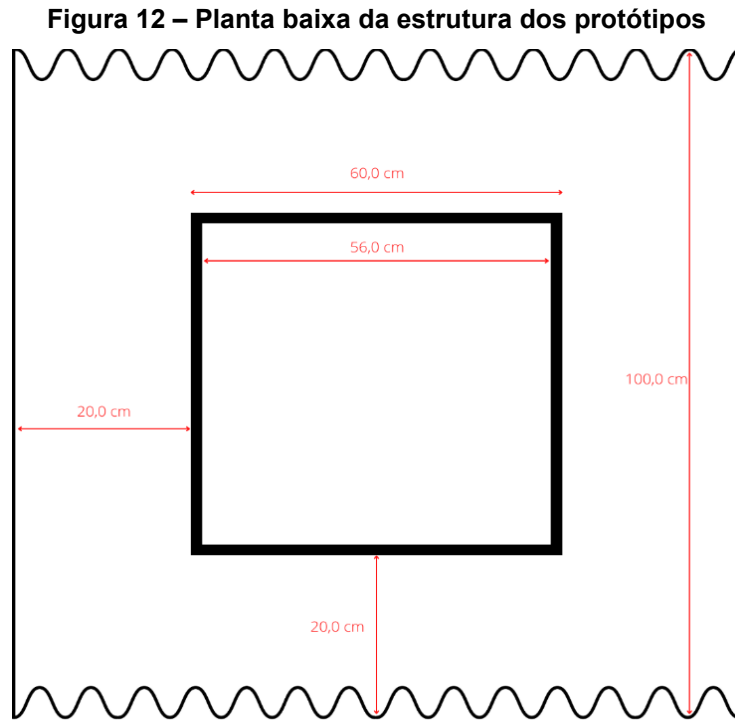 Figura 12 – Planta baixa da estrutura dos protótipos
60,0 cm
56,0 cm
100,0 cm
20,0 cm
20,0 cm